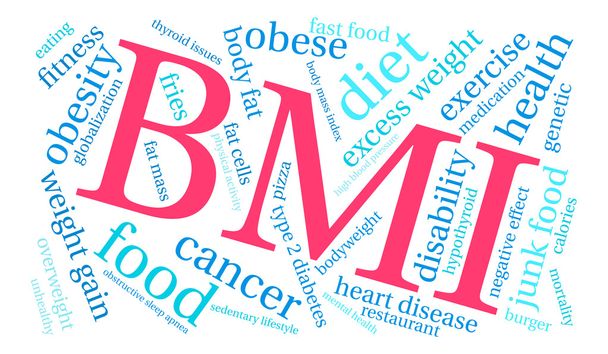 BMI
eating
fitness
obesity
globalization
thyroid issues
fries
body fat
obese
fast food
body mass index
diet
excess weight
exercise
medication
health
genetic
fat mass
fat cells
physical activity
pizza
high blood pressure
weight gain
overweight
unhealthy
food
obstructive sleep apnea
cancer
sedentary lifestyle
type 2 diabetes
bodyweight
mental health
heart disease
restaurant
disability
hypothyroid
negative effect
junk food
calories
mortality
burger